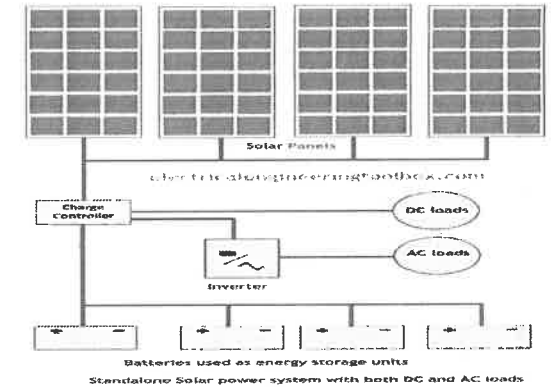 Solar Panels
Charge
Controller
DC loads
AC loads
Inverter
+ - + - + - + -
Batteries used as energy storage units
Standalone Solar power system with both DC and AC loads